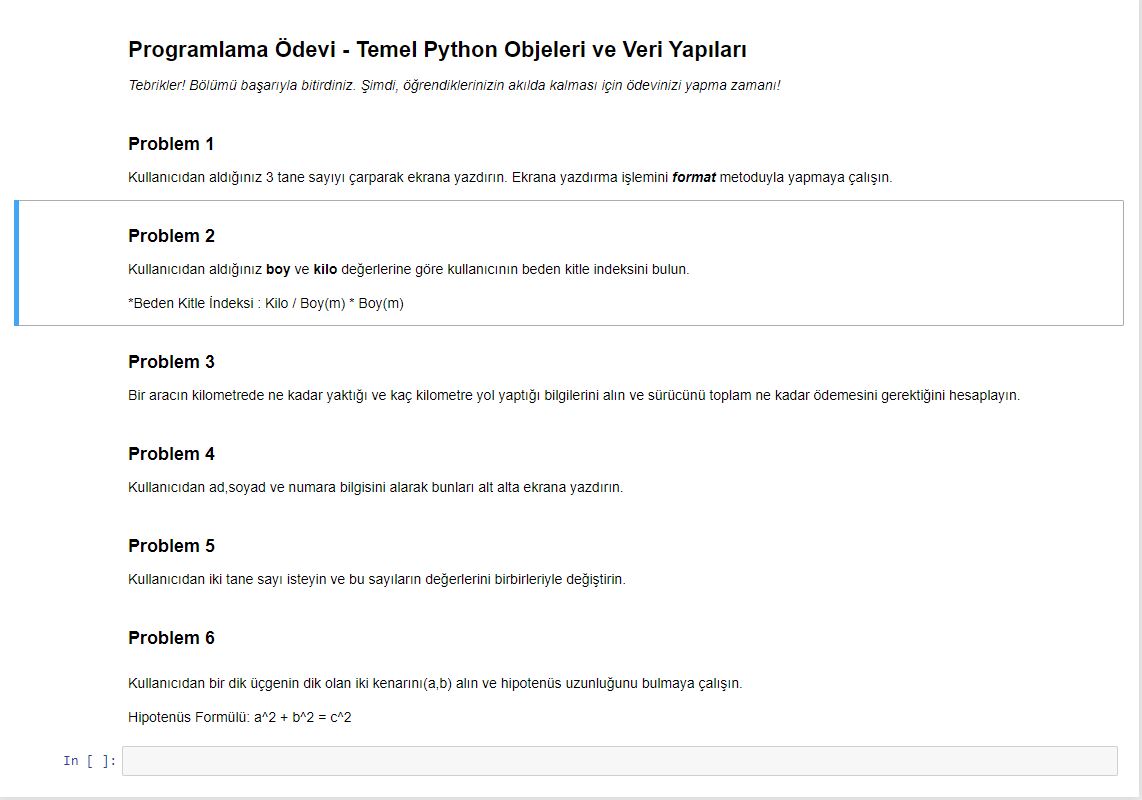 Programlama Ödevi - Temel Python Objeleri ve Veri Yapıları
Tebrikler! Bölümü başarıyla bitirdiniz. Şimdi, öğrendiklerinizin akılda kalması için ödevinizi yapma zamanı!
Problem 1
Kullanıcıdan aldığınız 3 tane sayıyı çarparak ekrana yazdırın. Ekrana yazdırma işlemini format metoduyla yapmaya çalışın.
Problem 2
Kullanıcıdan aldığınız boy ve kilo değerlerine göre kullanıcının beden kitle indeksini bulun.
*Beden Kitle İndeksi : Kilo / Boy(m) * Boy(m)
Problem 3
Bir aracın kilometrede ne kadar yaktığı ve kaç kilometre yol yaptığı bilgilerini alın ve sürücünü toplam ne kadar ödemesini gerektiğini hesaplayın.
Problem 4
Kullanıcıdan ad,soyad ve numara bilgisini alarak bunları alt alta ekrana yazdırın.
Problem 5
Kullanıcıdan iki tane sayı isteyin ve bu sayıların değerlerini birbirleriyle değiştirin.
Problem 6
Kullanıcıdan bir dik üçgenin dik olan iki kenarını(a,b) alın ve hipotenüs uzunluğunu bulmaya çalışın.
Hipotenüs Formülü: a^2 + b^2 = c^2
In [ ]: